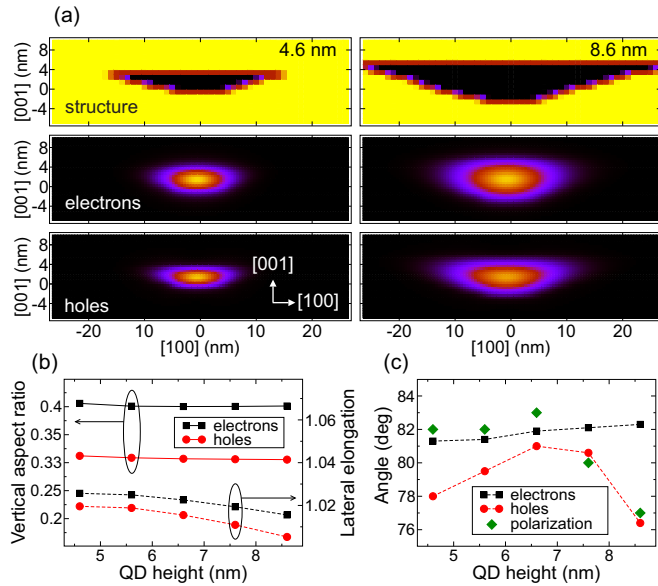 (a)
4.6 nm
8.6 nm
[001] (nm)
8
4
0
-4
structure
[001] (nm)
8
4
0
-4
electrons
[001] (nm)
8
4
0
-4
holes
[001]
[100]
-20 -10 0 10 20
-20 -10 0 10 20
[100] (nm)
[100] (nm)
(b)
Vertical aspect ratio
0.4
0.35
0.33
0.25
0.2
electrons
holes
1.06
1.04
1.02
Lateral elongation
5 6 7 8
QD height (nm)
(c)
Angle (deg)
84
83
82
80
78
76
electrons
holes
polarization
5 6 7 8
QD height (nm)